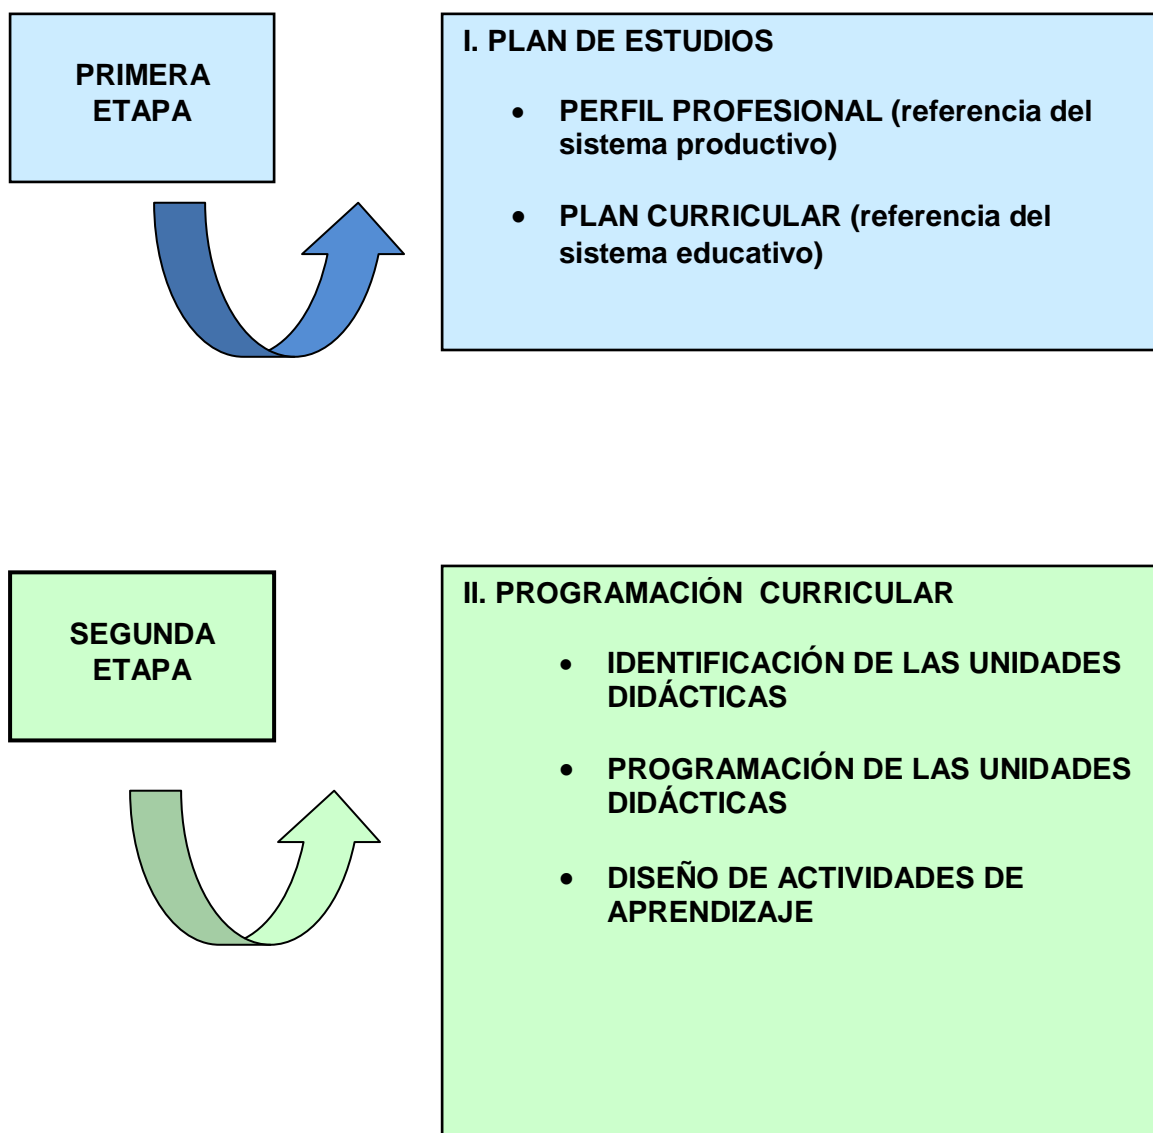 PRIMERA
ETAPA
I. PLAN DE ESTUDIOS
• PERFIL PROFESIONAL (referencia del
sistema productivo)
• PLAN CURRICULAR (referencia del
sistema educativo)
SEGUNDA
ETAPA
II. PROGRAMACIÓN CURRICULAR
• IDENTIFICACIÓN DE LAS UNIDADES
DIDÁCTICAS
• PROGRAMACIÓN DE LAS UNIDADES
DIDÁCTICAS
• DISEÑO DE ACTIVIDADES DE
APRENDIZAJE